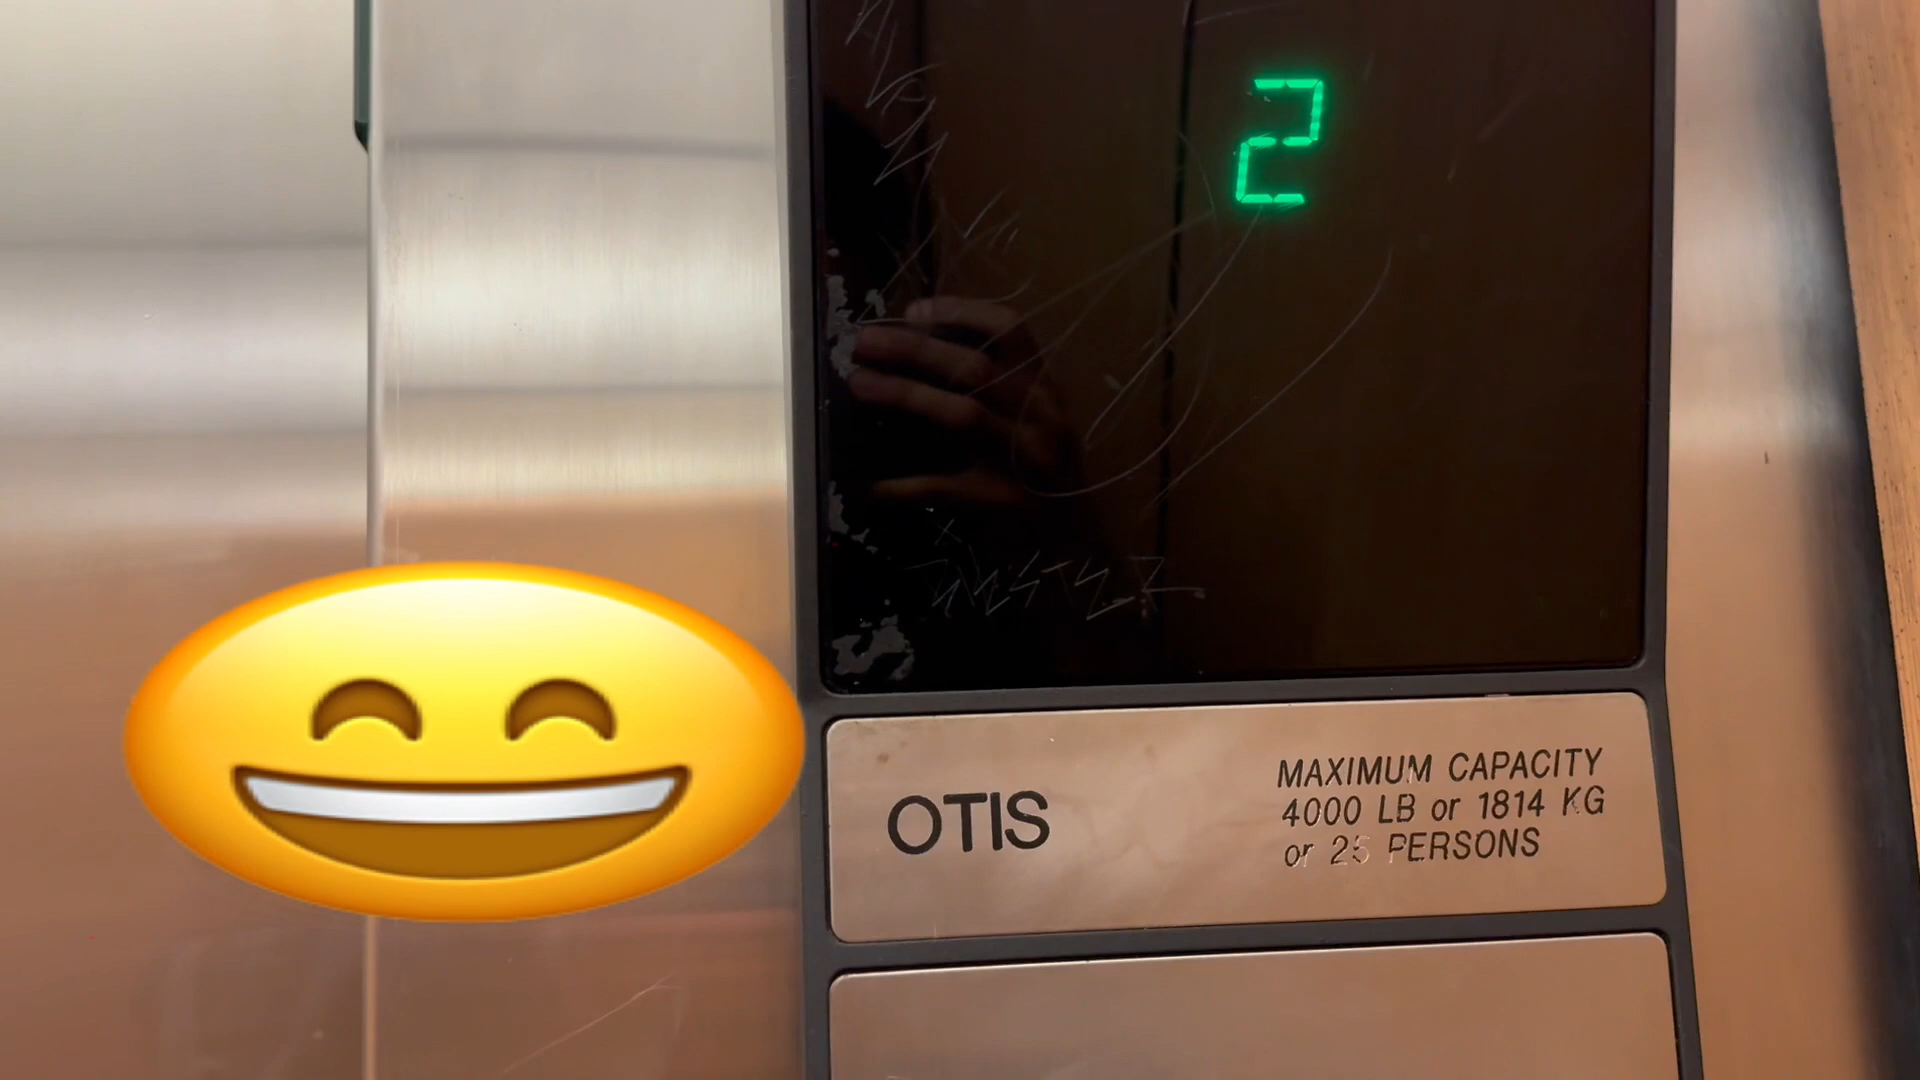 2
OTIS
MAXIMUM CAPACITY
4000 LB or 1814 KG
or 25 PERSONS